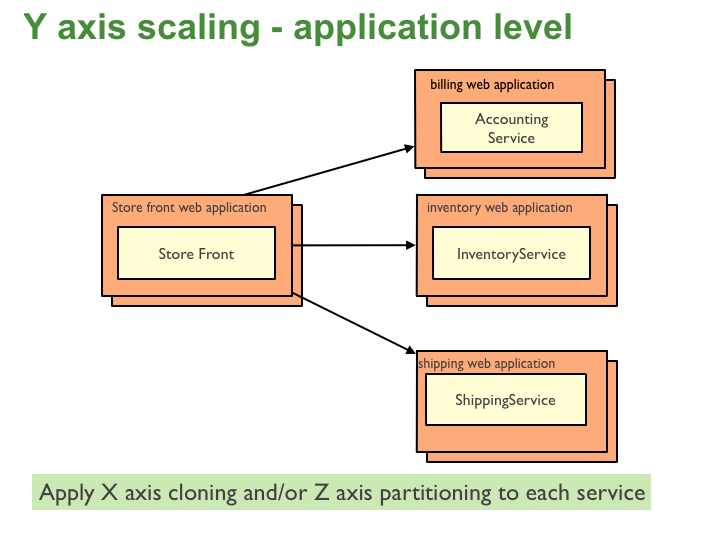 Y axis scaling - application level
billing web application
Accounting
Service
Store front web application
Store Front
inventory web application
InventoryService
shipping web application
ShippingService
Apply X axis cloning and/or Z axis partitioning to each service